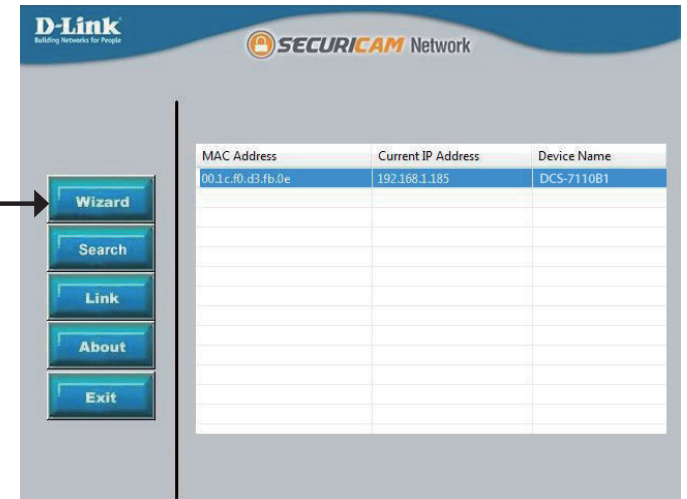 D-Link
Building Networks for People
SECURICAM Network
MAC Address Current IP Address Device Name
00.1c.f0.d3.fb.0e 192.168.1.185 DCS-7110B1
Wizard
Search
Link
About
Exit